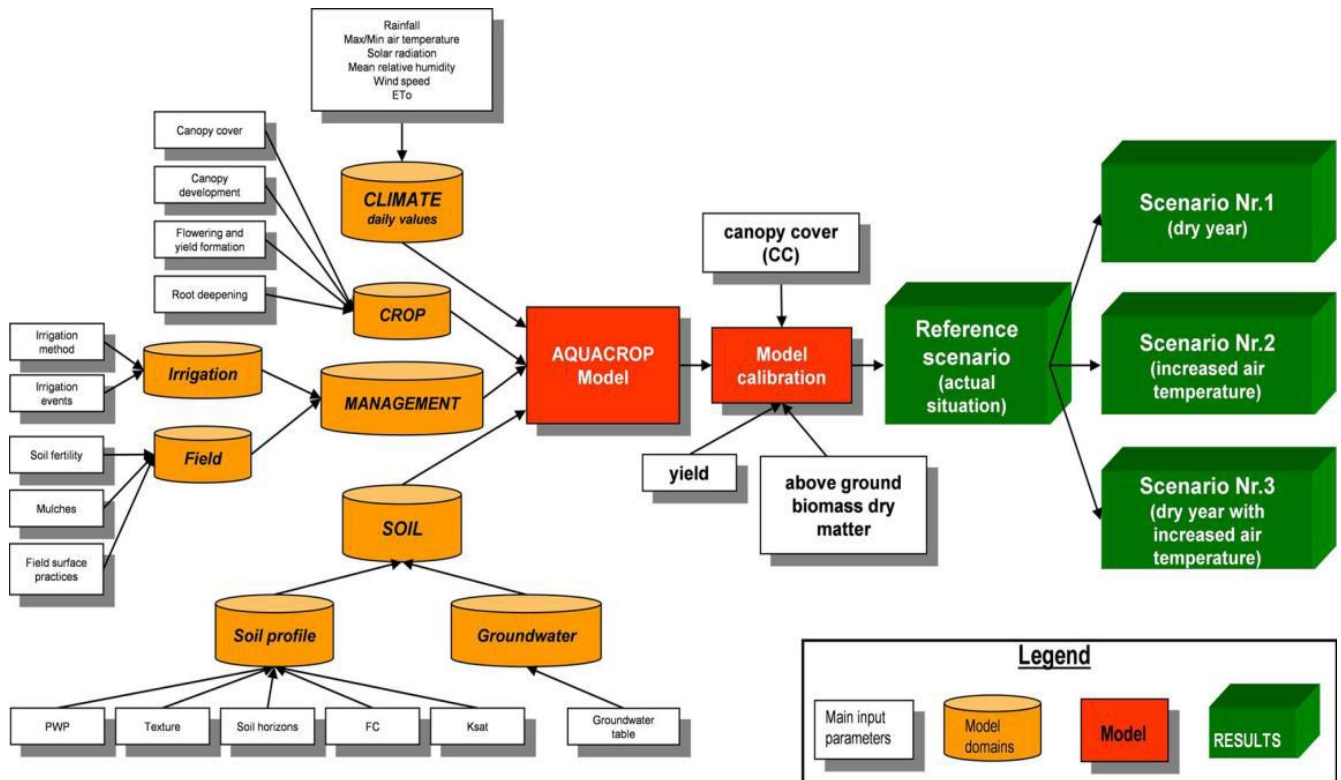 Rainfall
Max/Min air temperature
Solar radiation
Mean relative humidity
Wind speed
ETo
Canopy cover
Canopy
development
Flowering and
yield formation
Root deepening
CLIMATE
daily values
CROP
Irrigation
method
Irrigation
events
Irrigation
MANAGEMENT
Soil fertility
Mulches
Field surface
practices
Field
SOIL
Soil profile
Groundwater
PWP
Texture
Soil horizons
FC
Ksat
Groundwater
table
AQUACROP
Model
canopy cover
(CC)
Model
calibration
yield
above ground
biomass dry
matter
Reference
scenario
(actual
situation)
Scenario Nr.1
(dry year)
Scenario Nr.2
(increased air
temperature)
Scenario Nr.3
(dry year with
increased air
temperature)
Legend
Main input
parameters
Model
domains
Model
RESULTS